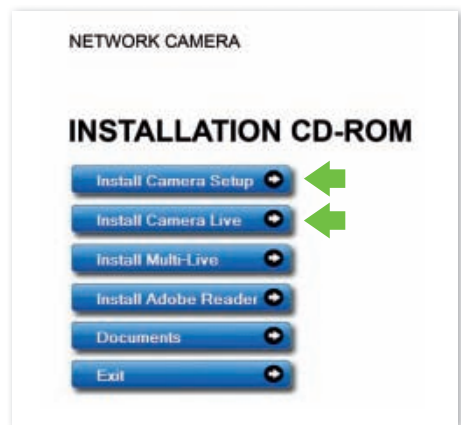 NETWORK CAMERA
INSTALLATION CD-ROM
Install Camera Setup
Install Camera Live
Install Multi-Live
Install Adobe Reader
Documents
Exit